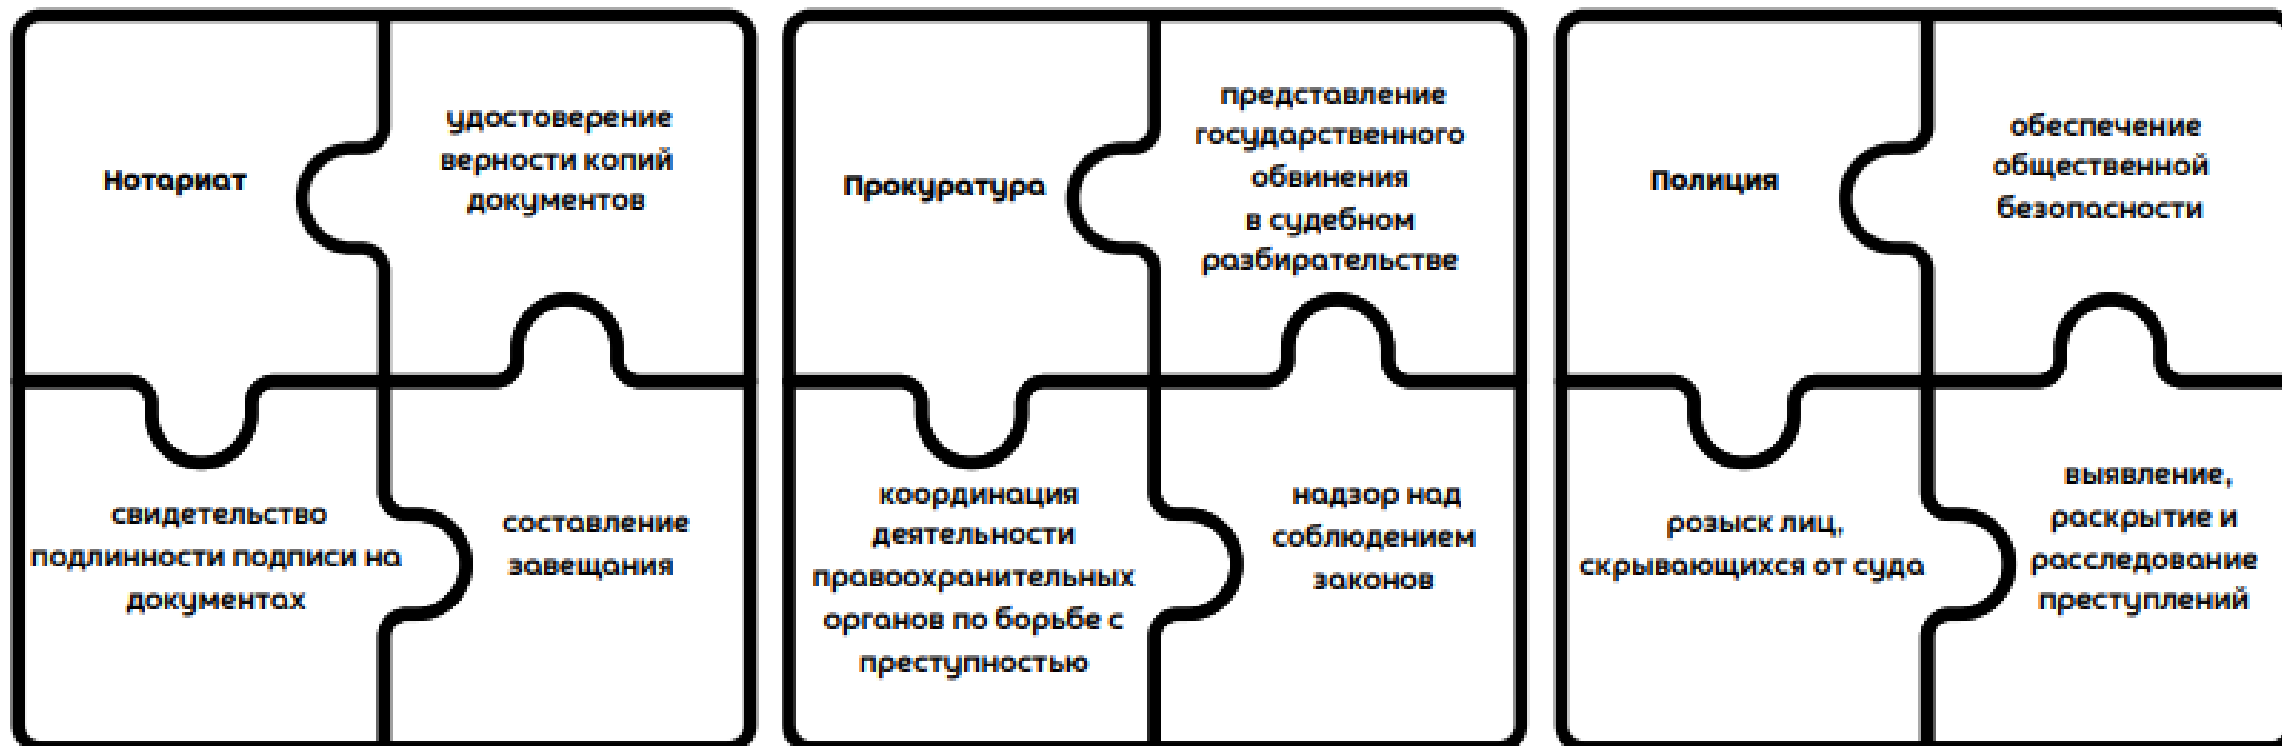 Нотариат
удостоверение
верности копий
документов
свидетельство
подлинности подписи на
документах
составление
завещания
Прокуратура
представление
государственного
обвинения
в судебном
разбирательстве
координация
деятельности
правоохранительных
органов по борьбе с
преступностью
надзор над
соблюдением
законов
Полиция
обеспечение
общественной
безопасности
розыск лиц,
скрывающихся от суда
выявление,
раскрытие и
расследование
преступлений